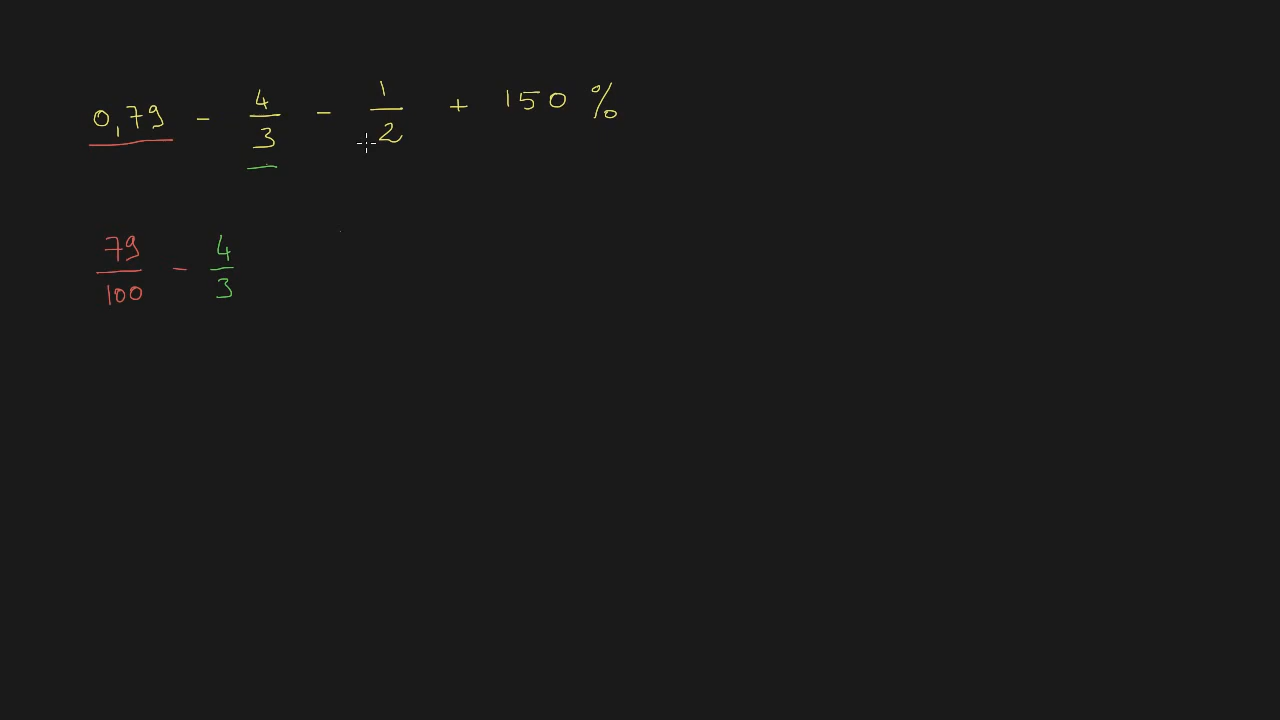 0,79 - 4/3 - 1/2 + 150 %
79/100 - 4/3